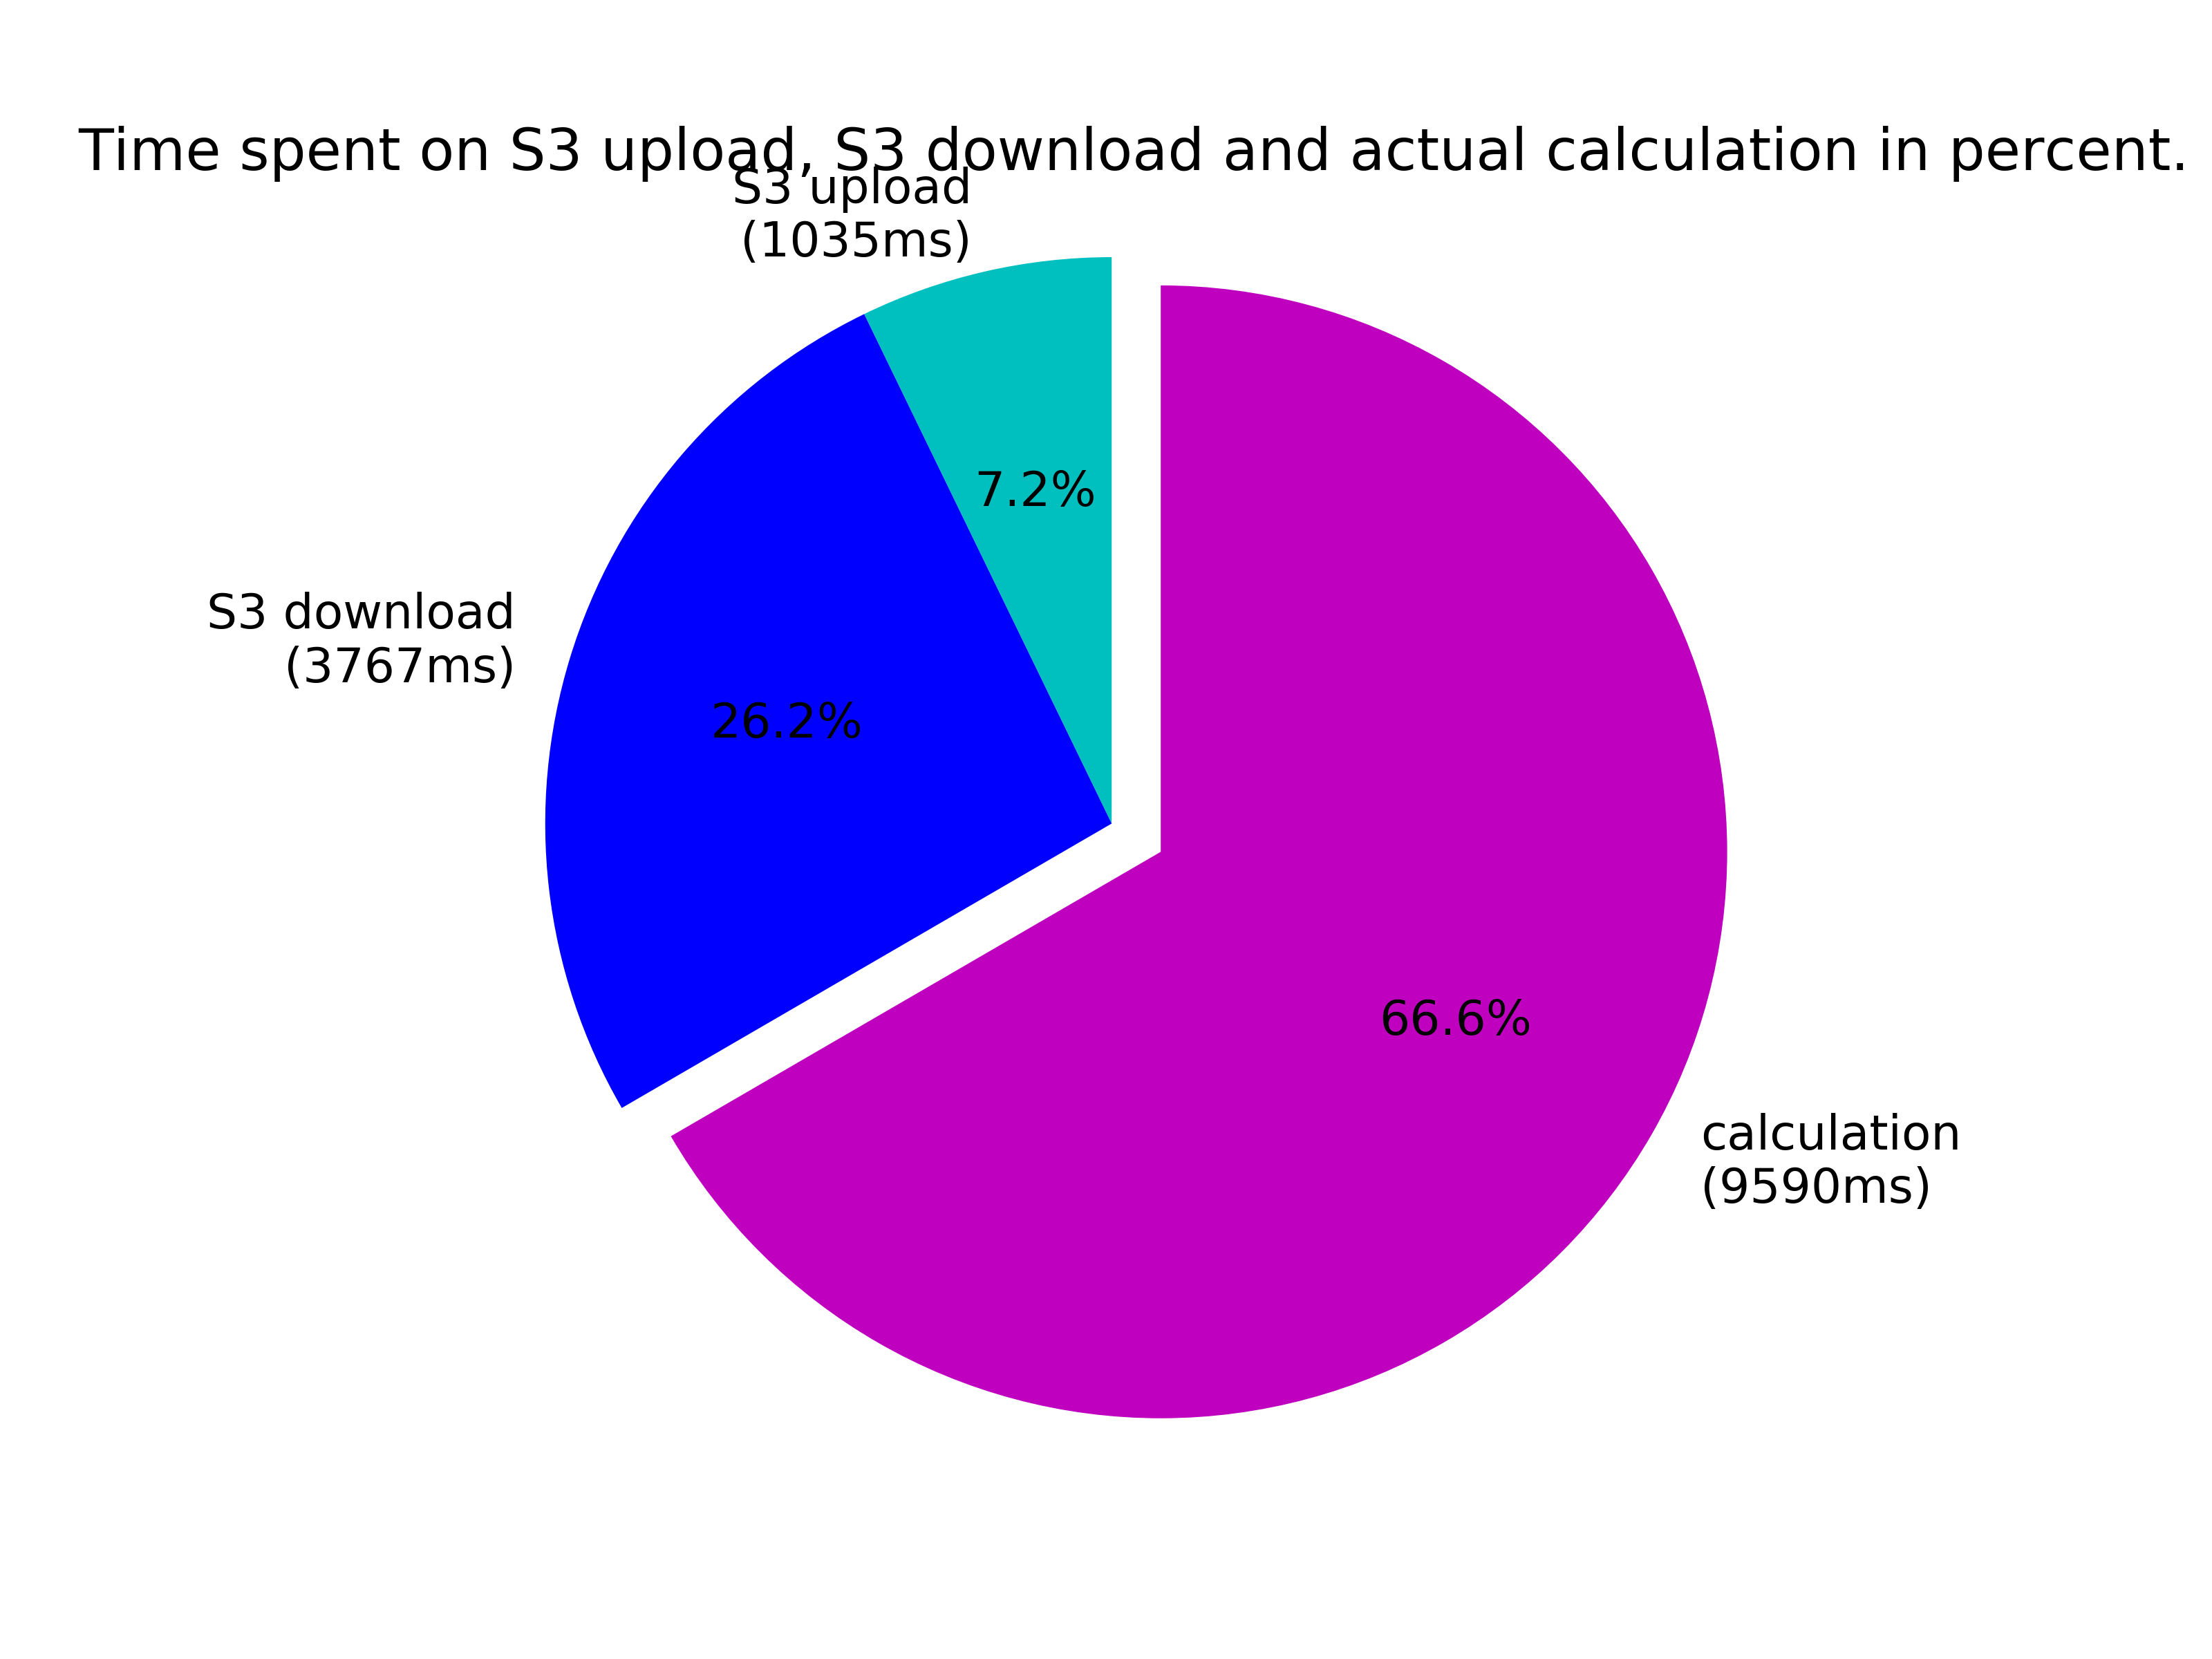 Time spent on S3 upload, S3 download and actual calculation in percent.
S3 upload
(1035ms)
7.2%
S3 download
(3767ms)
26.2%
66.6%
calculation
(9590ms)